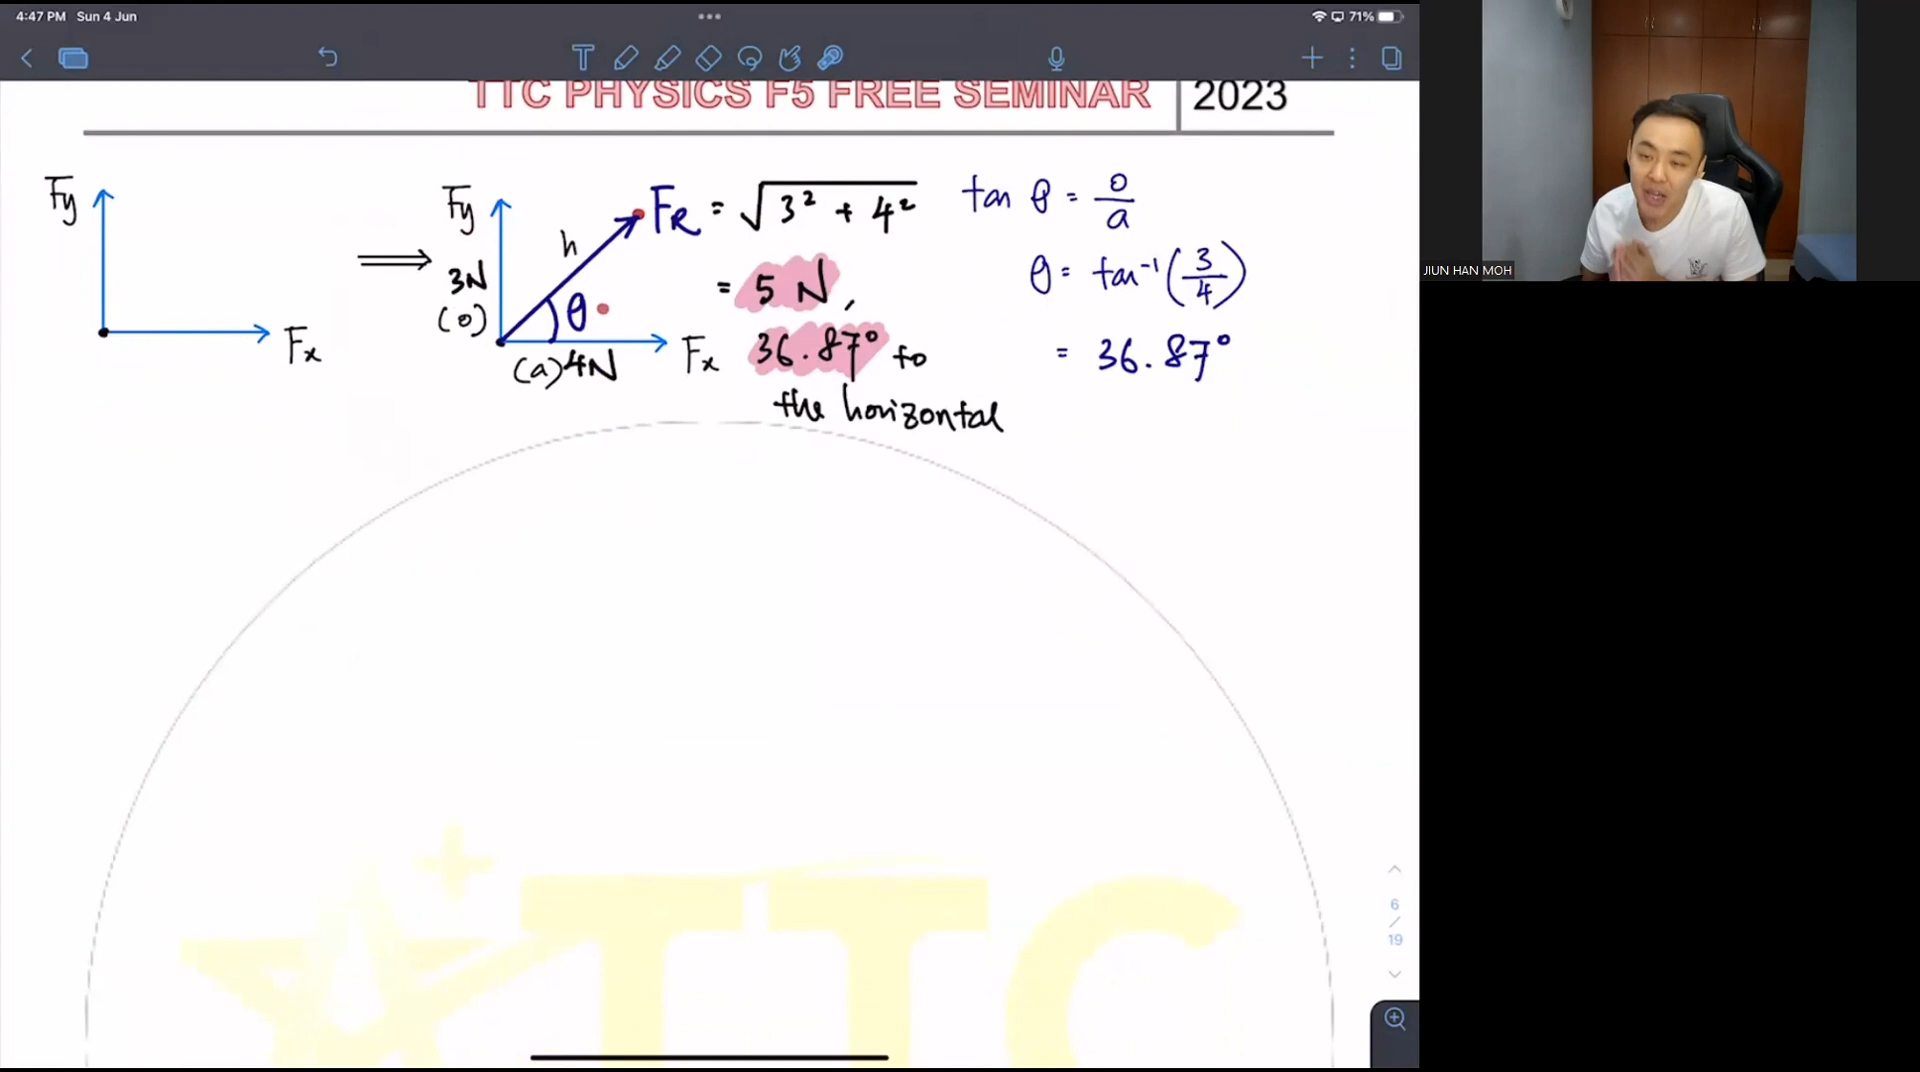 4:47 PM Sun 4 Jun
71%
TTC PHYSICS F5 FREE SEMINAR 2023
Fy
Fx
Fy
3N
(o)
h
θ
(a) 4N
Fx
FR = √3² + 4²
= 5 N,
36.87° to
the horizontal
tan θ = o/a
θ = tan⁻¹(3/4)
= 36.87°
JIUN HAN MOH
TTC
6
/
19